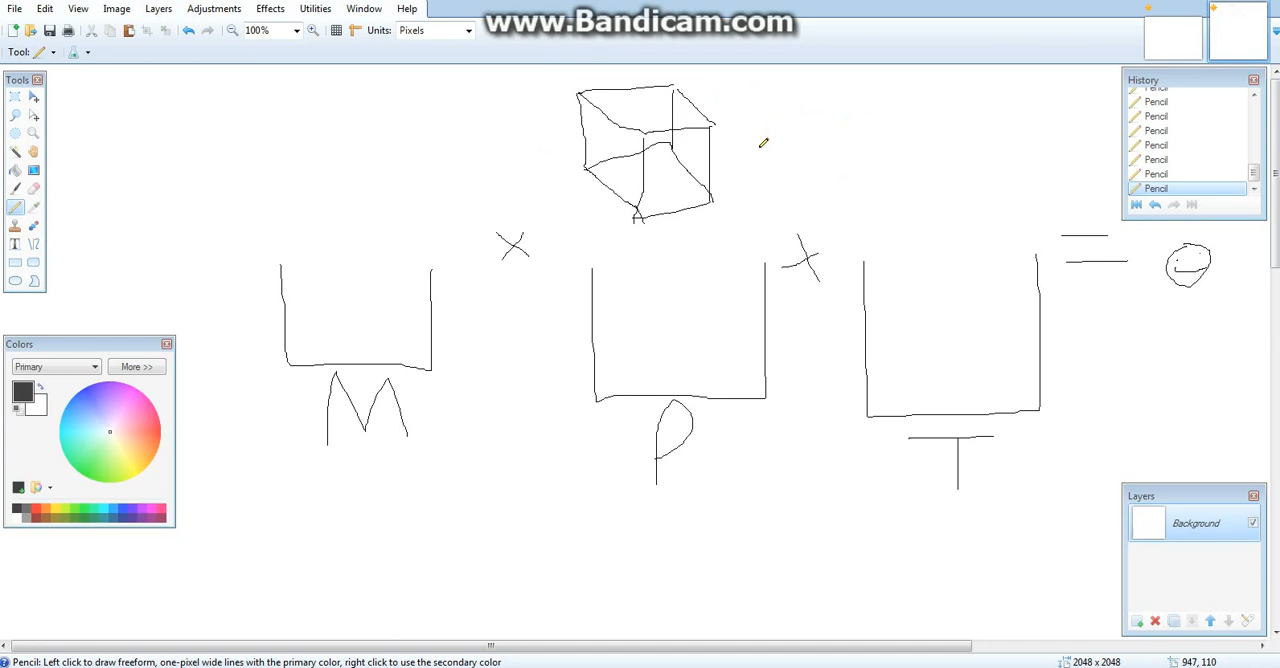 File Edit View Image Layers Adjustments Effects Utilities Window Help
www.Bandicam.com
100% Units: Pixels
Tool:
Tools
History
Pencil
Pencil
Pencil
Pencil
Pencil
Pencil
Pencil
Pencil
X X =
M P T
Colors
Primary More >>
Layers
Background
Pencil: Left click to draw freeform, one-pixel wide lines with the primary color, right click to use the secondary color 2048 x 2048 947, 110